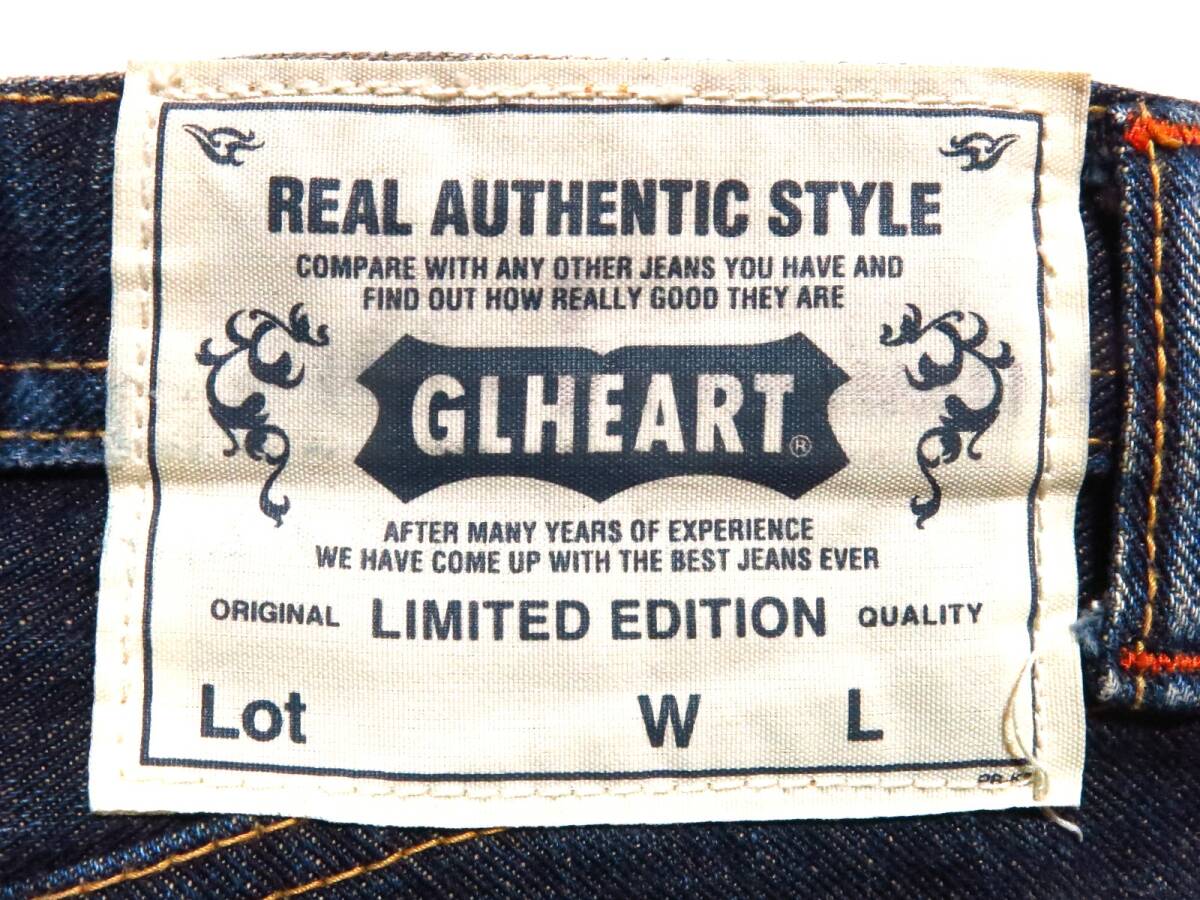 REAL AUTHENTIC STYLE
COMPARE WITH ANY OTHER JEANS YOU HAVE AND
FIND OUT HOW REALLY GOOD THEY ARE
GLHEART®
AFTER MANY YEARS OF EXPERIENCE
WE HAVE COME UP WITH THE BEST JEANS EVER
ORIGINAL LIMITED EDITION QUALITY
Lot W L